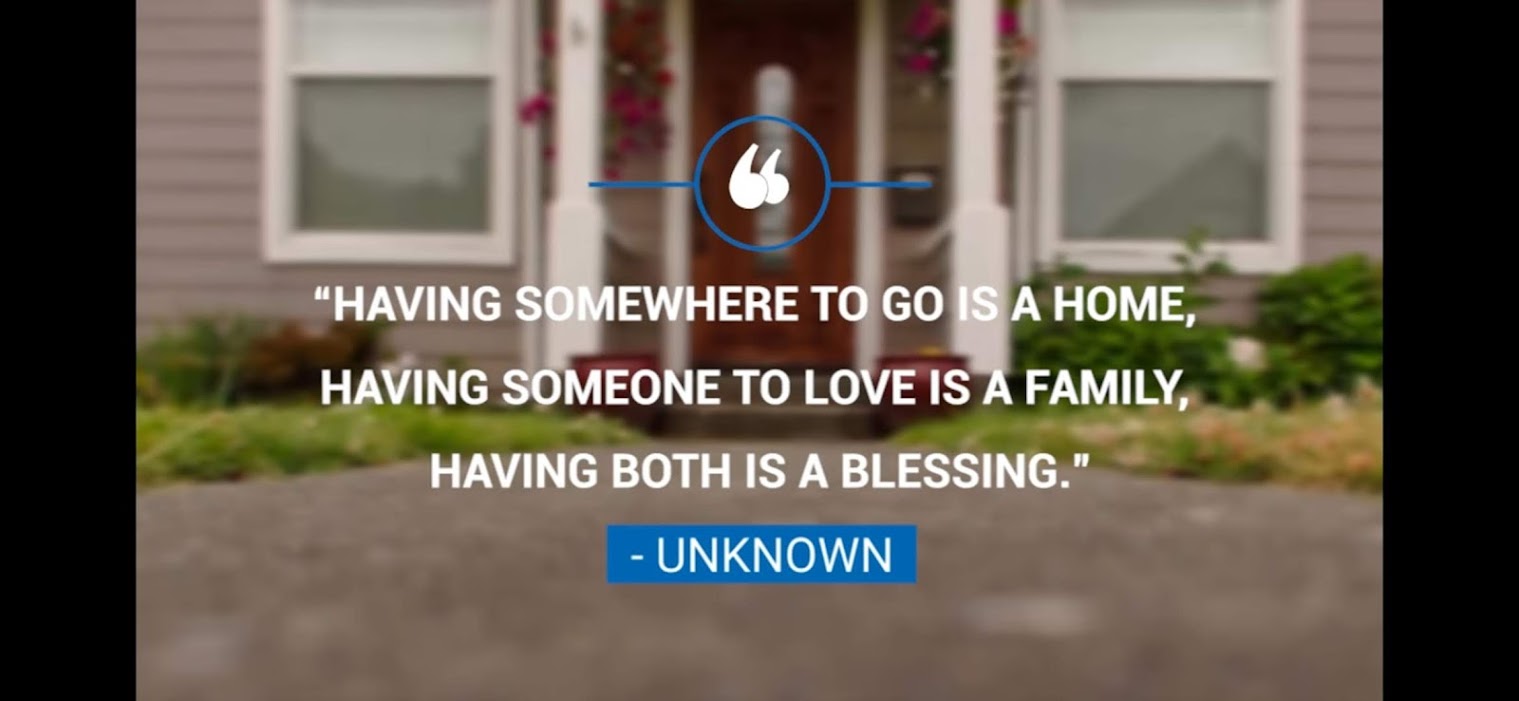 “HAVING SOMEWHERE TO GO IS A HOME,
HAVING SOMEONE TO LOVE IS A FAMILY,
HAVING BOTH IS A BLESSING.”
- UNKNOWN